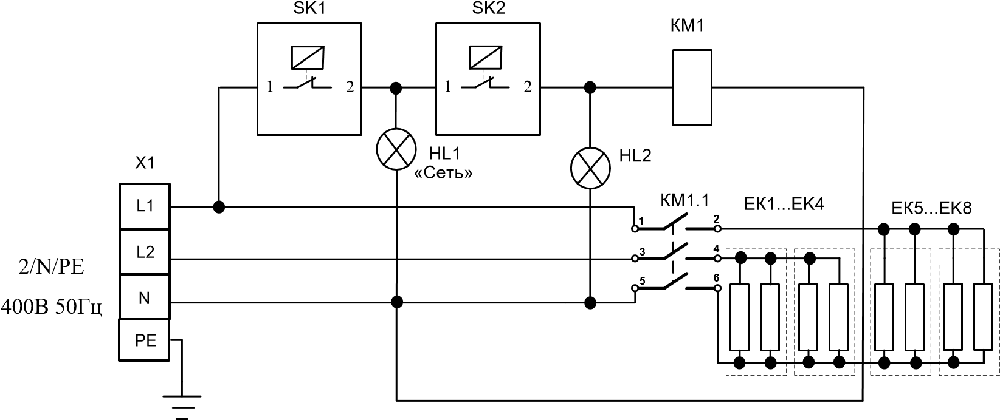 SK1
SK2
КМ1
1
2
1
2
HL1
«Сеть»
HL2
X1
L1
L2
N
PE
2/N/PE
400В 50Гц
КМ1.1
ЕК1...ЕК4
ЕК5...ЕК8
1
2
3
4
5
6